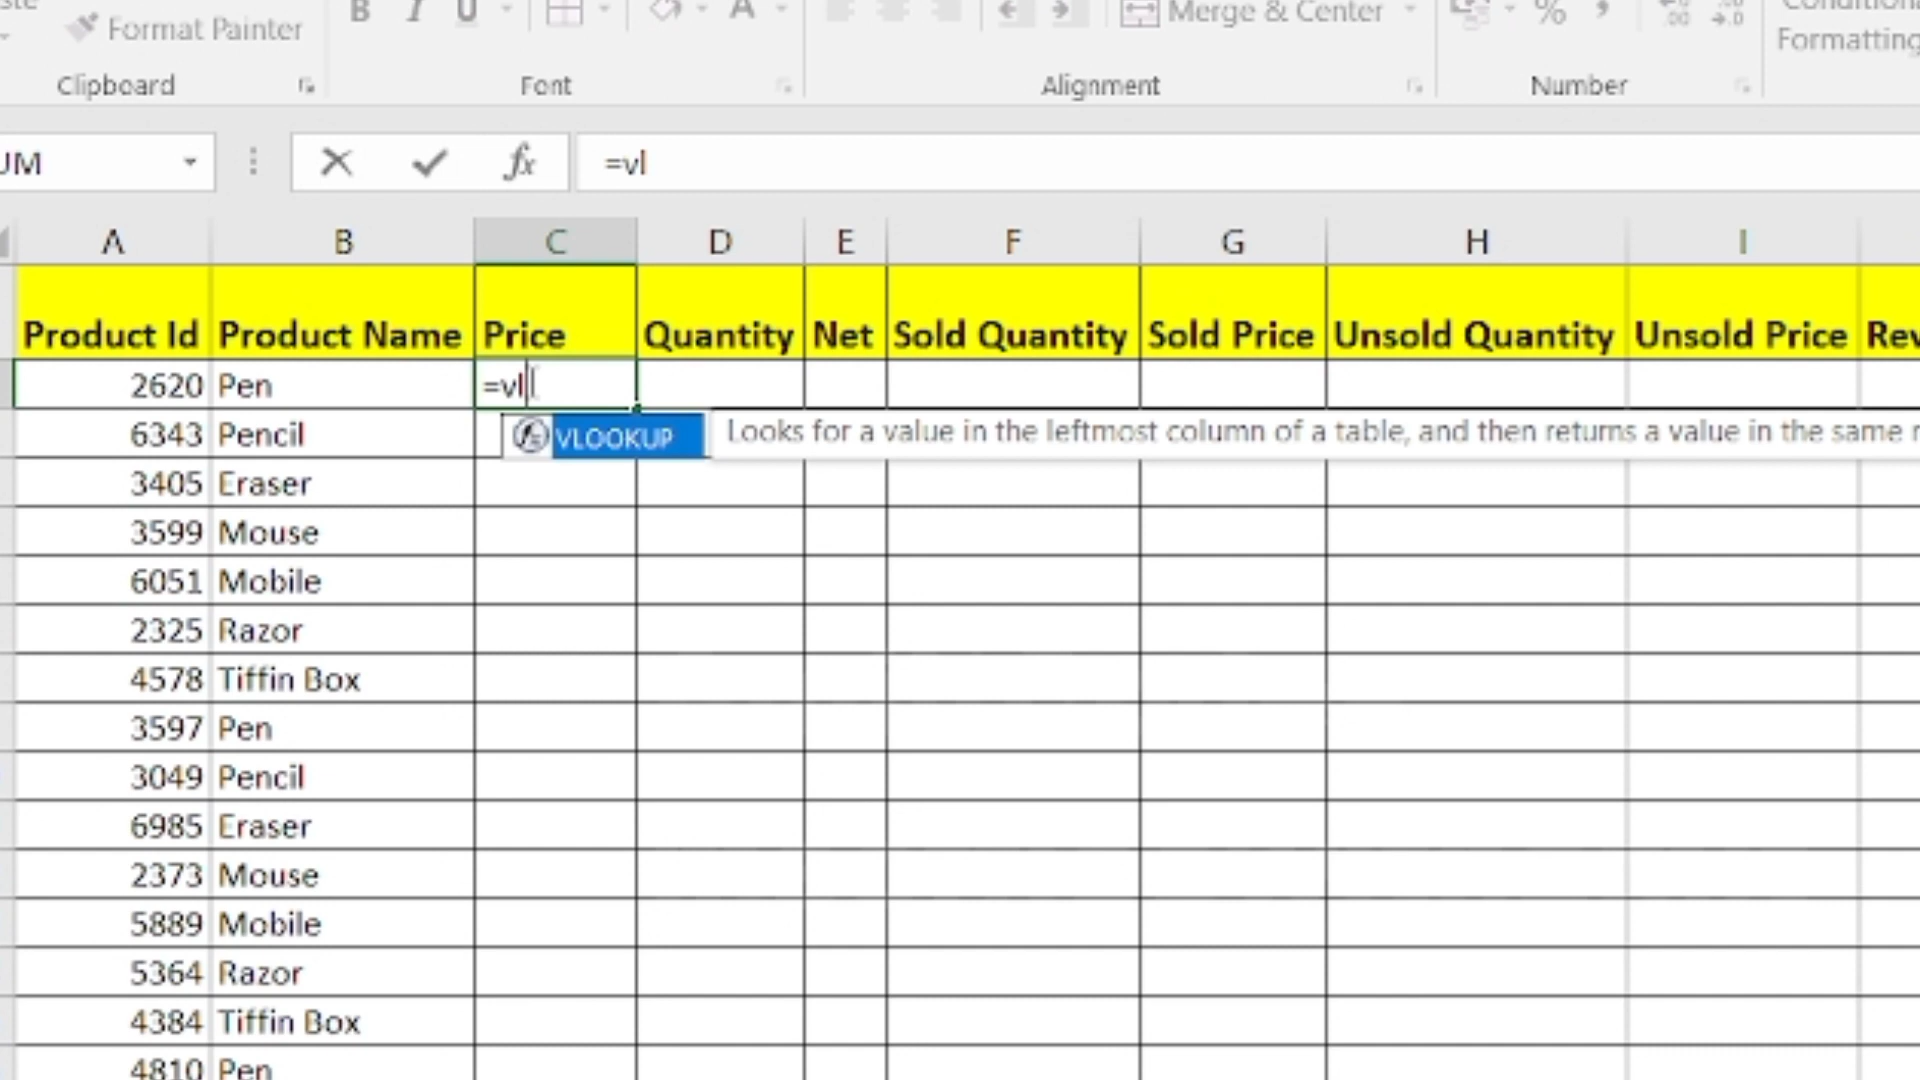 Format Painter
B I U A Merge & Center % ,
Formatting
Clipboard Font Alignment Number
UM fx =vl
A B C D E F G H I
Product Id Product Name Price Quantity Net Sold Quantity Sold Price Unsold Quantity Unsold Price Rev
2620 Pen =vl
6343 Pencil VLOOKUP Looks for a value in the leftmost column of a table, and then returns a value in the same r
3405 Eraser
3599 Mouse
6051 Mobile
2325 Razor
4578 Tiffin Box
3597 Pen
3049 Pencil
6985 Eraser
2373 Mouse
5889 Mobile
5364 Razor
4384 Tiffin Box
4810 Pen